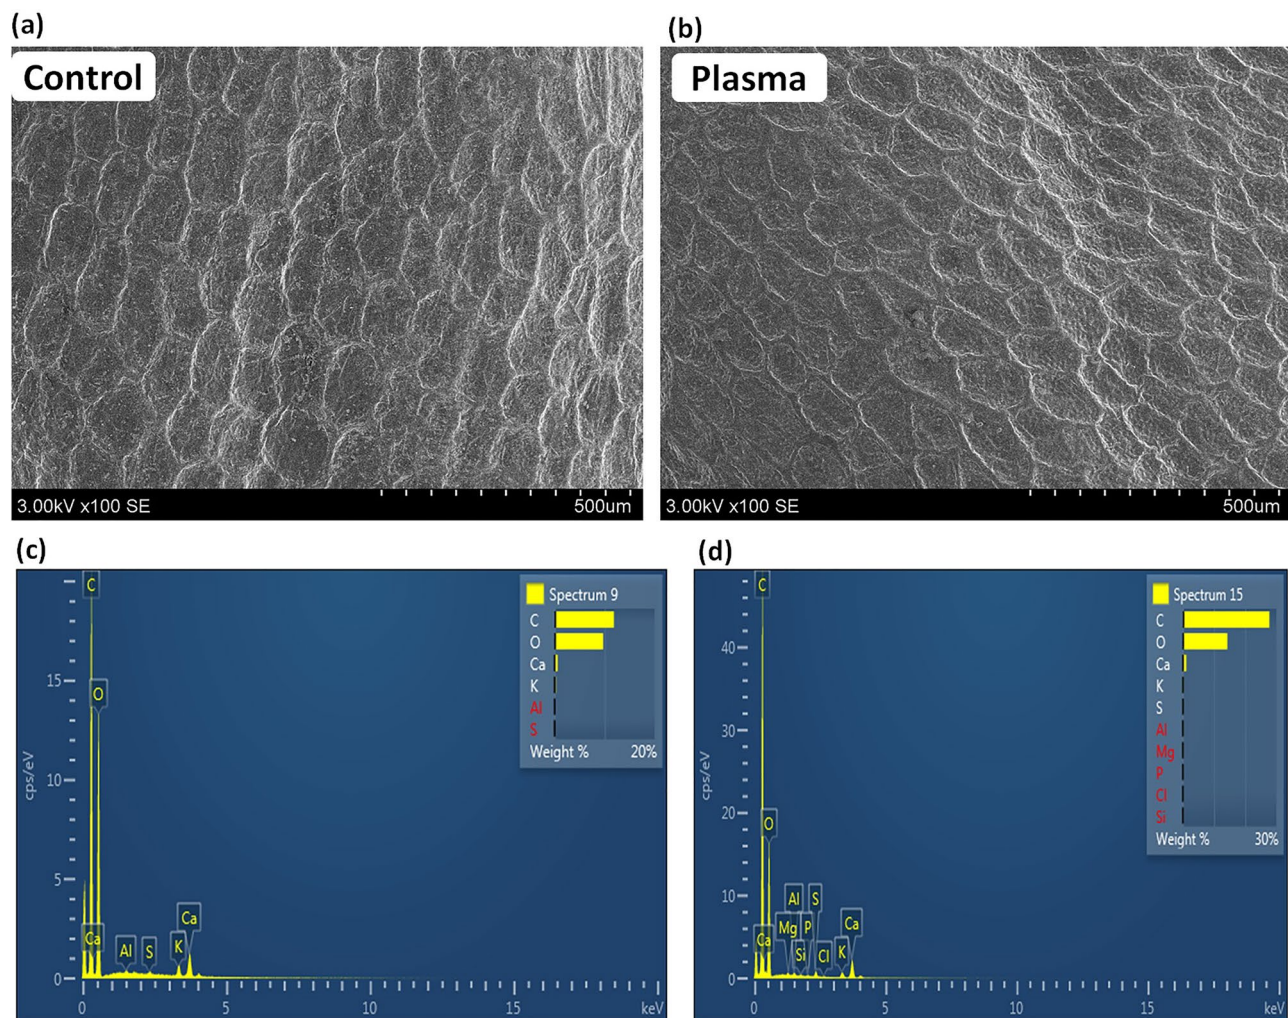 (a)
(b)
Control
Plasma
3.00kV x100 SE
500um
3.00kV x100 SE
500um
(c)
(d)
C
O
Ca
Al
S
K
Ca
cps/eV
15
10
5
0
0
5
10
15
keV
Spectrum 9
C
O
Ca
K
Al
S
Weight %
20%
C
O
Ca
Mg
Al
Si
P
S
Cl
K
Ca
cps/eV
40
30
20
10
0
0
5
10
15
keV
Spectrum 15
C
O
Ca
K
S
Al
Mg
P
Cl
Si
Weight %
30%